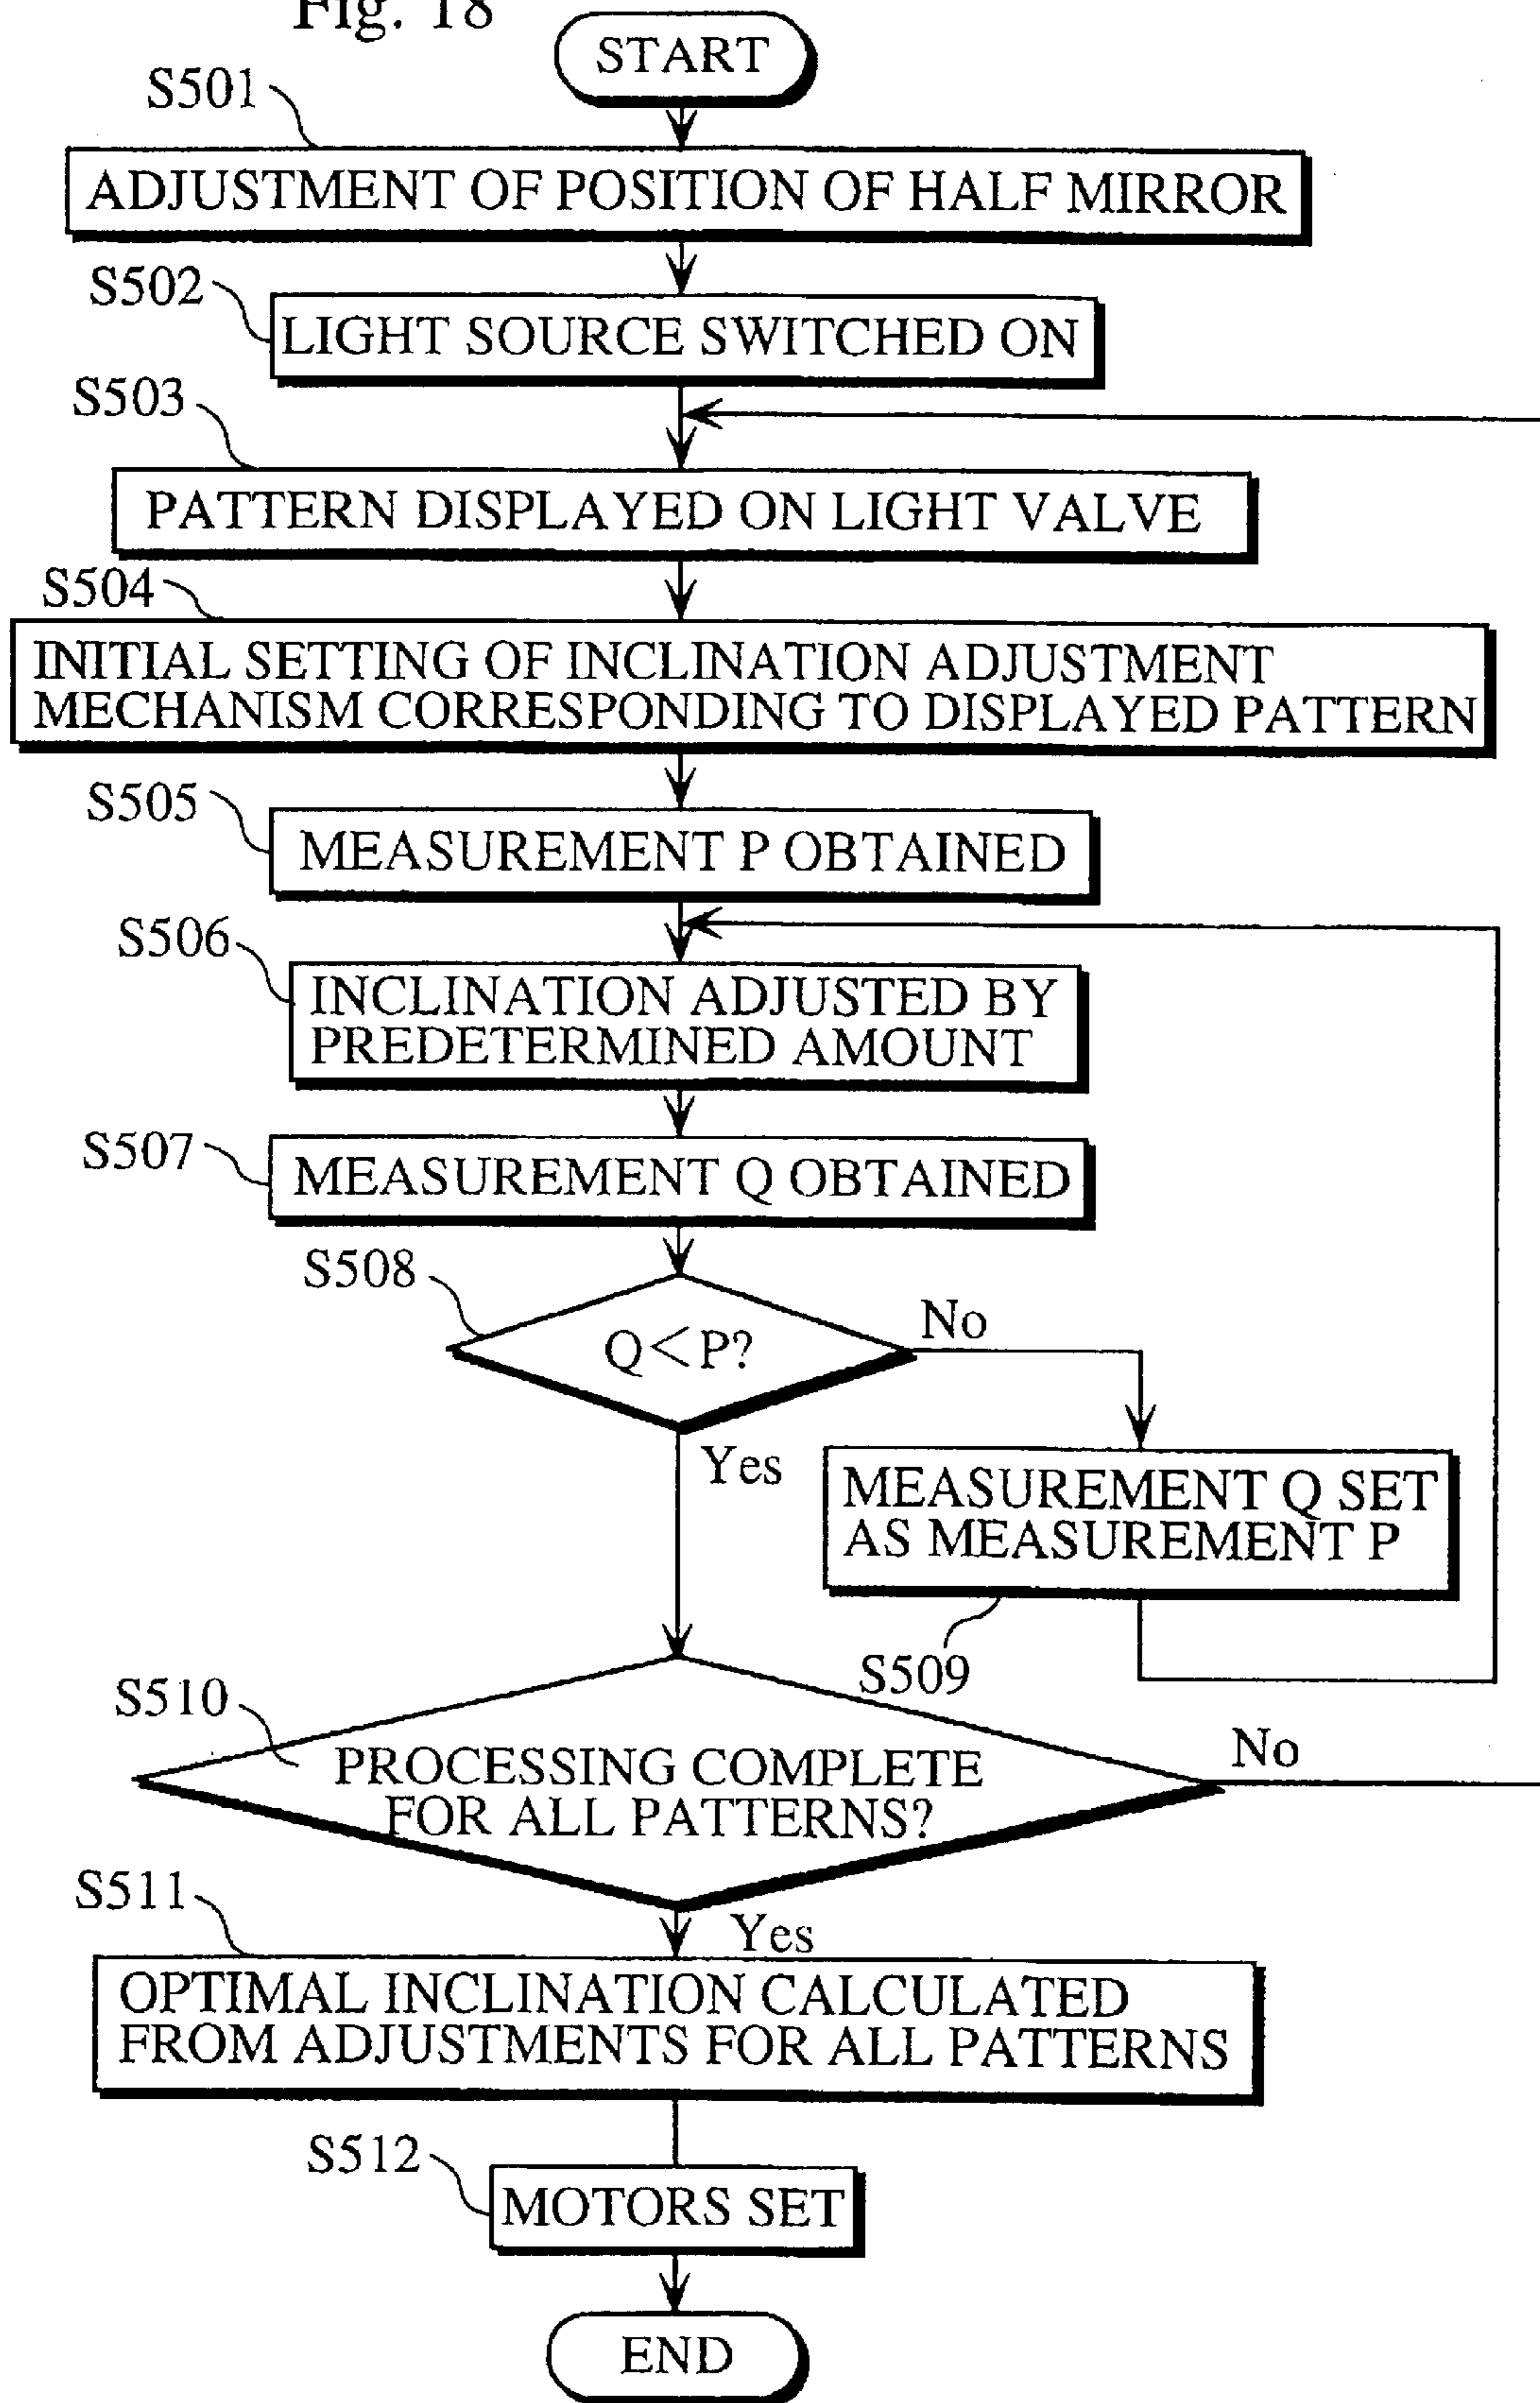 Fig. 18
START
S501
ADJUSTMENT OF POSITION OF HALF MIRROR
S502
LIGHT SOURCE SWITCHED ON
S503
PATTERN DISPLAYED ON LIGHT VALVE
S504
INITIAL SETTING OF INCLINATION ADJUSTMENT
MECHANISM CORRESPONDING TO DISPLAYED PATTERN
S505
MEASUREMENT P OBTAINED
S506
INCLINATION ADJUSTED BY
PREDETERMINED AMOUNT
S507
MEASUREMENT Q OBTAINED
S508
Q<P?
No
Yes
MEASUREMENT Q SET
AS MEASUREMENT P
S509
S510
PROCESSING COMPLETE
FOR ALL PATTERNS?
No
S511
Yes
OPTIMAL INCLINATION CALCULATED
FROM ADJUSTMENTS FOR ALL PATTERNS
S512
MOTORS SET
END